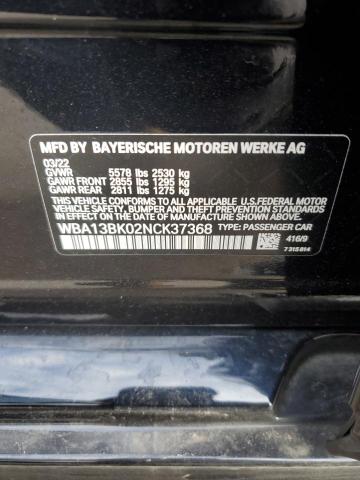 MFD BY BAYERISCHE MOTOREN WERKE AG
03/22
GVWR 5578 lbs 2530 kg
GAWR FRONT 2855 lbs 1295 kg
GAWR REAR 2811 lbs 1275 kg
THIS VEHICLE CONFORMS TO ALL APPLICABLE U.S.FEDERAL MOTOR
VEHICLE SAFETY, BUMPER, AND THEFT PREVENTION STANDARDS
IN EFFECT ON THE DATE OF MANUFACTURE SHOWN ABOVE.
WBA13BK02NCK37368 TYPE: PASSENGER CAR
416/9
7315814